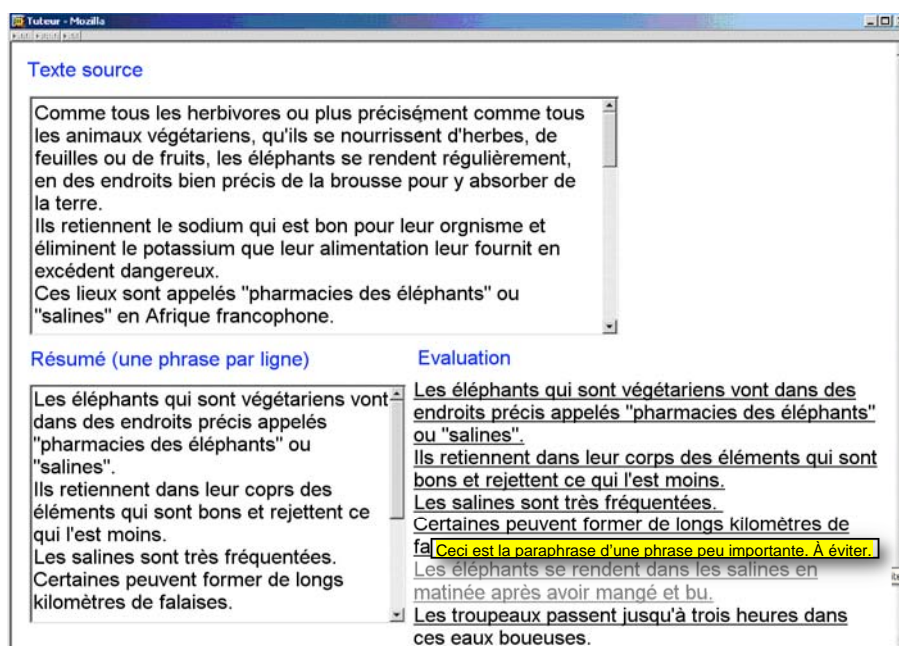 Tuteur - Mozilla
Texte source
Comme tous les herbivores ou plus précisément comme tous
les animaux végétariens, qu'ils se nourrissent d'herbes, de
feuilles ou de fruits, les éléphants se rendent régulièrement,
en des endroits bien précis de la brousse pour y absorber de
la terre.
Ils retiennent le sodium qui est bon pour leur orgnisme et
éliminent le potassium que leur alimentation leur fournit en
excédent dangereux.
Ces lieux sont appelés "pharmacies des éléphants" ou
"salines" en Afrique francophone.
Résumé (une phrase par ligne)
Les éléphants qui sont végétariens vont
dans des endroits précis appelés
"pharmacies des éléphants" ou
"salines".
Ils retiennent dans leur coprs des
éléments qui sont bons et rejettent ce
qui l'est moins.
Les salines sont très fréquentées.
Certaines peuvent former de longs
kilomètres de falaises.
Evaluation
Les éléphants qui sont végétariens vont dans des
endroits précis appelés "pharmacies des éléphants"
ou "salines".
Ils retiennent dans leur corps des éléments qui sont
bons et rejettent ce qui l'est moins.
Les salines sont très fréquentées.
Certaines peuvent former de longs kilomètres de
fa
Ceci est la paraphrase d'une phrase peu importante. À éviter.
Les éléphants se rendent dans les salines en
matinée après avoir mangé et bu.
Les troupeaux passent jusqu'à trois heures dans
ces eaux boueuses.